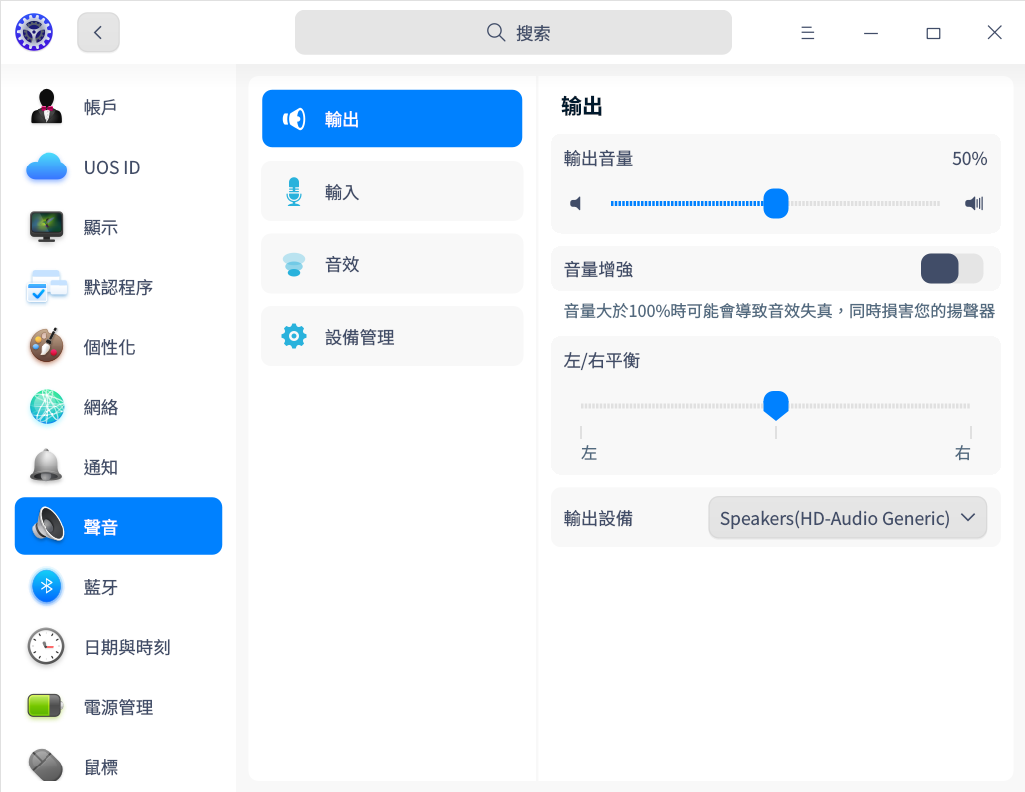 搜索
帳戶
UOS ID
顯示
默認程序
個性化
網絡
通知
聲音
藍牙
日期與時刻
電源管理
鼠標
輸出
輸入
音效
設備管理
輸出
輸出音量 50%
音量增強
音量大於100%時可能會導致音效失真，同時損害您的揚聲器
左/右平衡
左 右
輸出設備 Speakers(HD-Audio Generic)